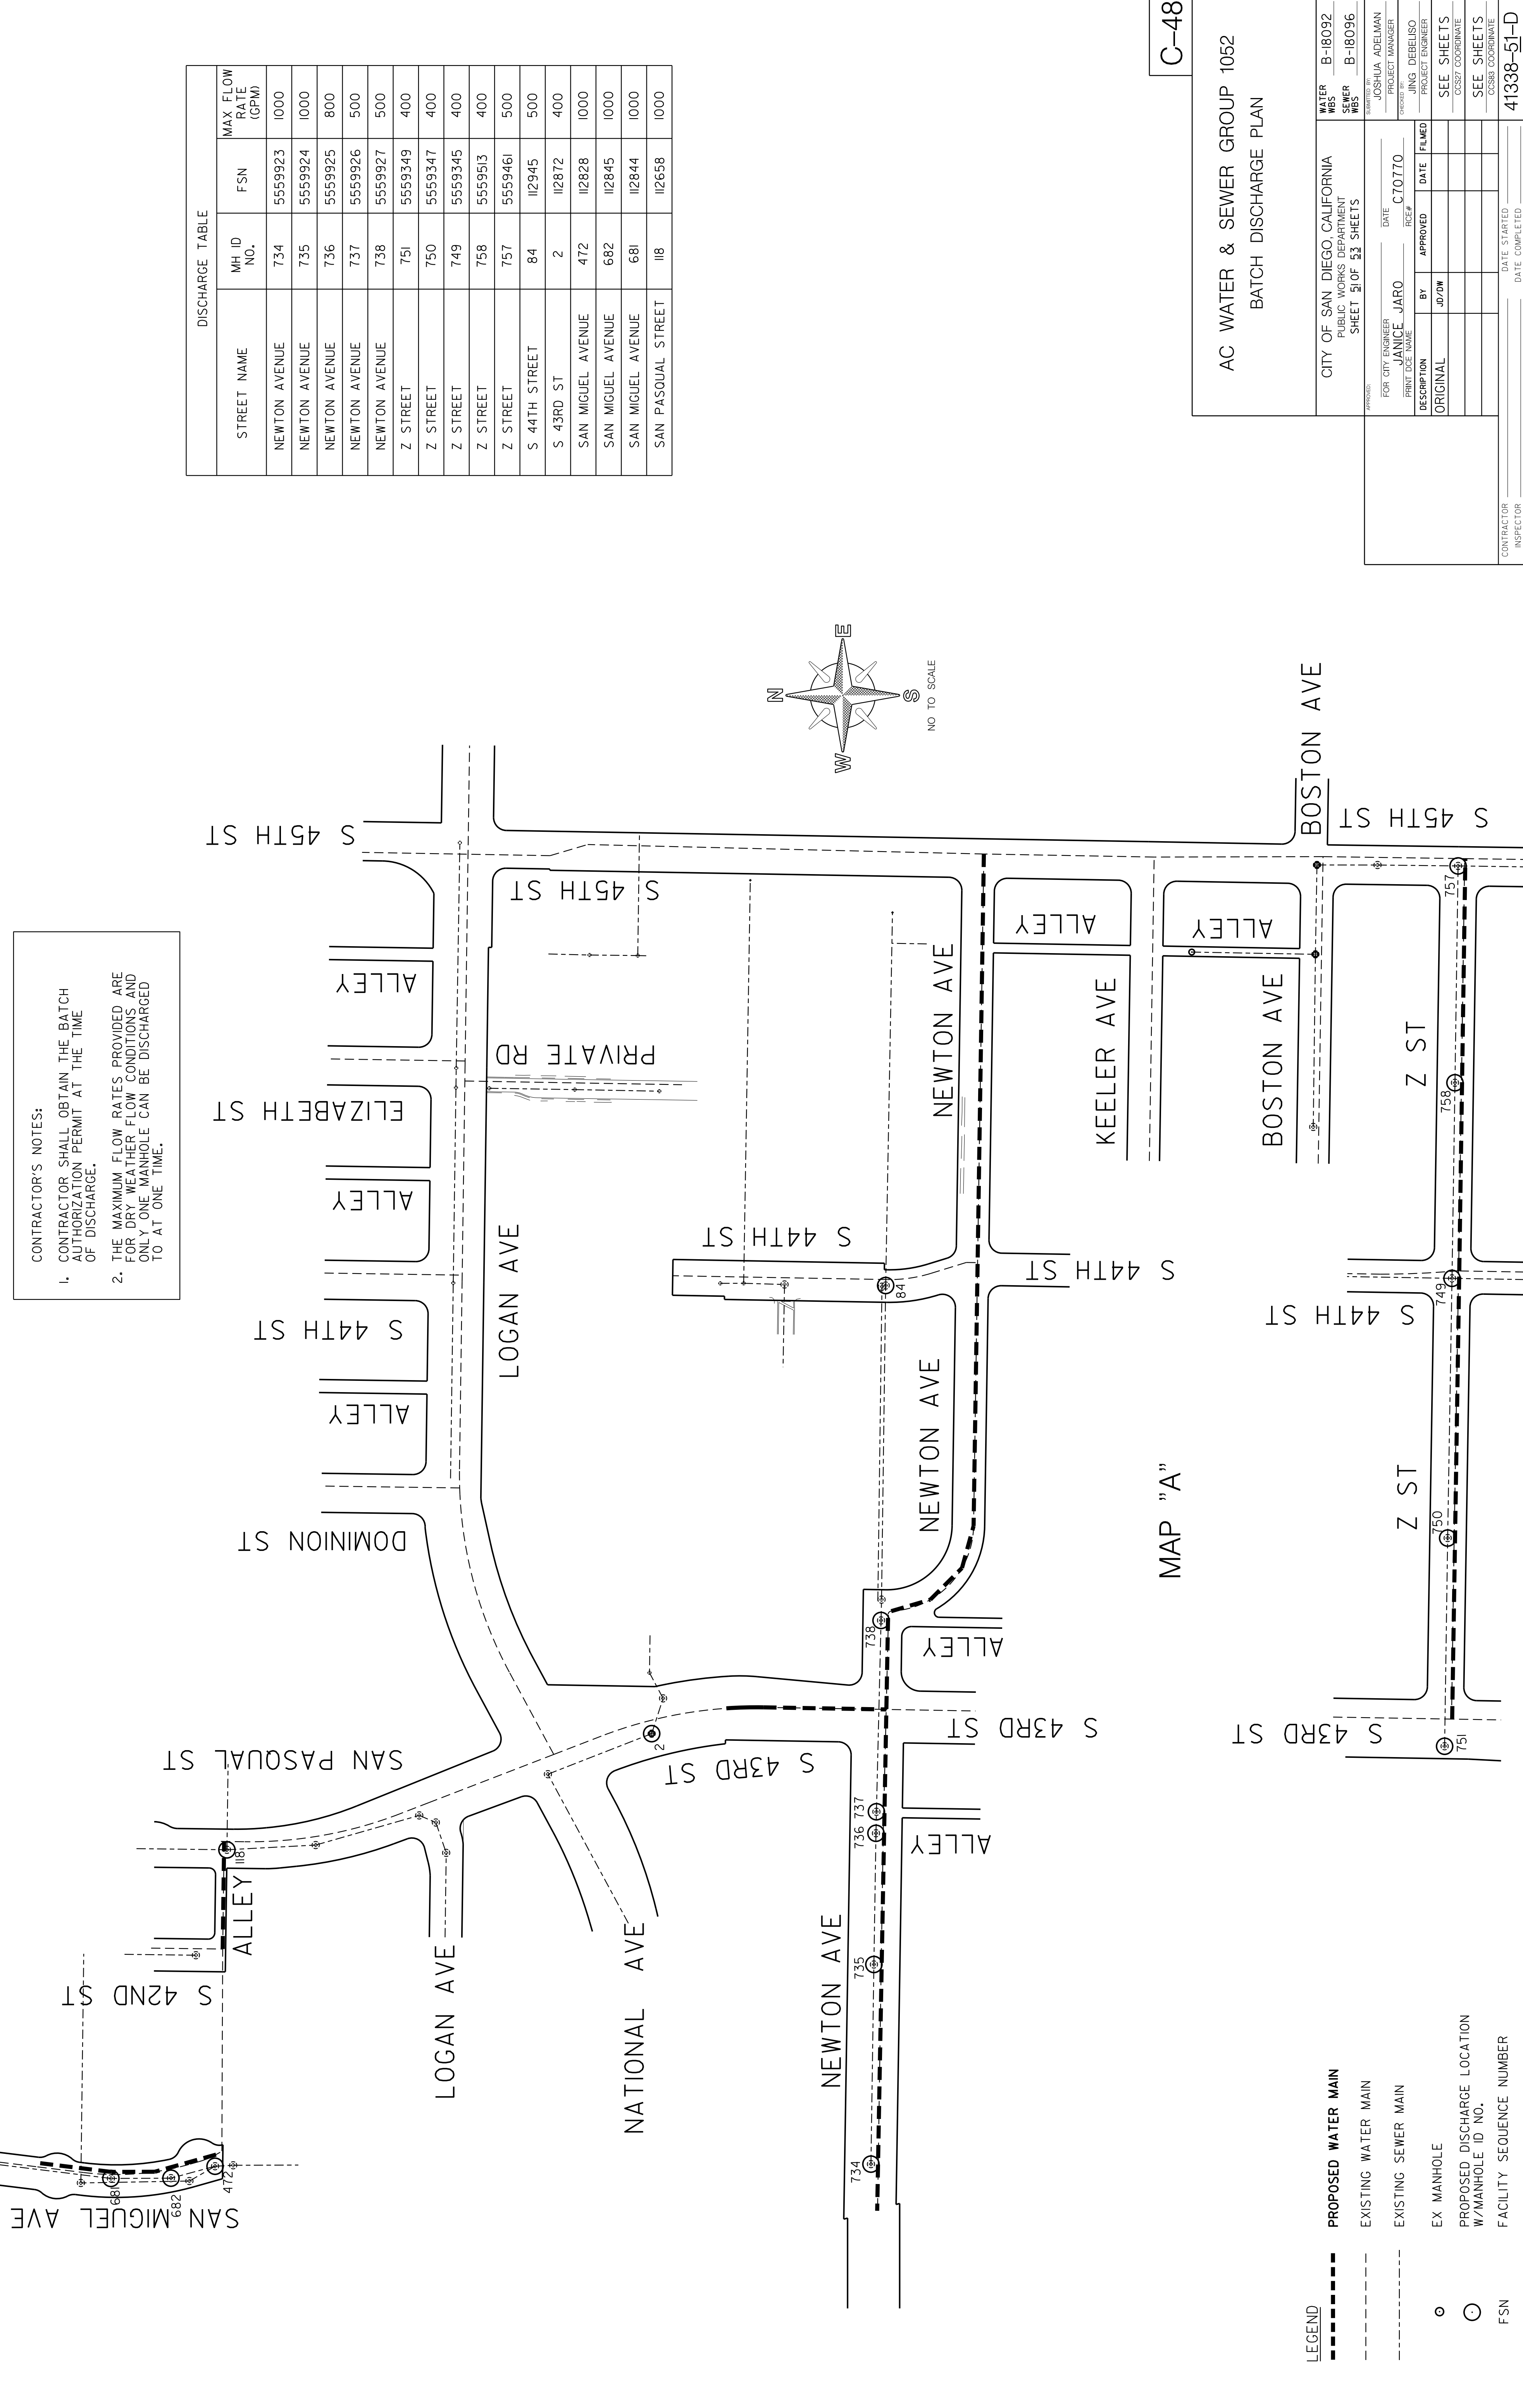 CONTRACTOR'S NOTES:
1. CONTRACTOR SHALL OBTAIN THE BATCH
AUTHORIZATION PERMIT AT THE TIME
OF DISCHARGE.
2. THE MAXIMUM FLOW RATES PROVIDED ARE
FOR DRY WEATHER FLOW CONDITIONS AND
ONLY ONE MANHOLE CAN BE DISCHARGED
TO AT ONE TIME.
DISCHARGE TABLE
STREET NAME MH ID NO. FSN MAX FLOW RATE (GPM)
NEWTON AVENUE 734 5559923 1000
NEWTON AVENUE 735 5559924 1000
NEWTON AVENUE 736 5559925 800
NEWTON AVENUE 737 5559926 500
NEWTON AVENUE 738 5559927 500
Z STREET 751 5559349 400
Z STREET 750 5559347 400
Z STREET 749 5559345 400
Z STREET 758 5559513 400
Z STREET 757 5559461 500
S 44TH STREET 84 112945 500
S 43RD ST 2 112872 400
SAN MIGUEL AVENUE 472 112828 1000
SAN MIGUEL AVENUE 682 112845 1000
SAN MIGUEL AVENUE 681 112844 1000
SAN PASQUAL STREET 118 112658 1000
SAN MIGUEL AVE
681
682
472
S 42ND ST
ALLEY
118
SAN PASQUAL ST
DOMINION ST
ALLEY
S 44TH ST
ALLEY
ELIZABETH ST
ALLEY
S 45TH ST
LOGAN AVE
NATIONAL AVE
2
S 43RD ST
LOGAN AVE
PRIVATE RD
S 45TH ST
S 44TH ST
84
NEWTON AVE
734
735
736
737
738
ALLEY
S 43RD ST
ALLEY
NEWTON AVE
S 44TH ST
NEWTON AVE
ALLEY
KEELER AVE
ALLEY
BOSTON AVE
BOSTON AVE
S 45TH ST
MAP "A"
S 43RD ST
751
750
Z ST
S 44TH ST
749
758
Z ST
757
N
W
E
S
NO TO SCALE
LEGEND
PROPOSED WATER MAIN
EXISTING WATER MAIN
EXISTING SEWER MAIN
EX MANHOLE
PROPOSED DISCHARGE LOCATION
W/MANHOLE ID NO.
FSN FACILITY SEQUENCE NUMBER
C-48
AC WATER & SEWER GROUP 1052
BATCH DISCHARGE PLAN
CITY OF SAN DIEGO, CALIFORNIA
PUBLIC WORKS DEPARTMENT
SHEET 51 OF 53 SHEETS
WATER WBS B-18092
SEWER WBS B-18096
APPROVED:
FOR CITY ENGINEER DATE
JANICE JARO C70770
PRINT DCE NAME RCE#
SUBMITTED BY:
JOSHUA ADELMAN
PROJECT MANAGER
CHECKED BY:
JING DEBELISO
PROJECT ENGINEER
DESCRIPTION BY APPROVED DATE FILMED
ORIGINAL JD/DW
SEE SHEETS
CCS27 COORDINATE
SEE SHEETS
CCS83 COORDINATE
CONTRACTOR DATE STARTED
INSPECTOR DATE COMPLETED
41338-51-D